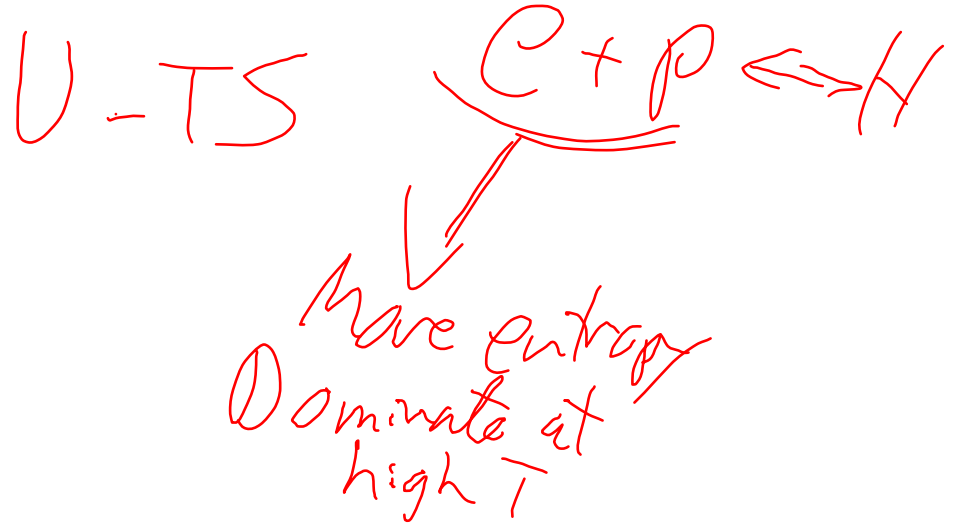 U - TS e + p ⇔ H
More entropy
Dominate at
high T